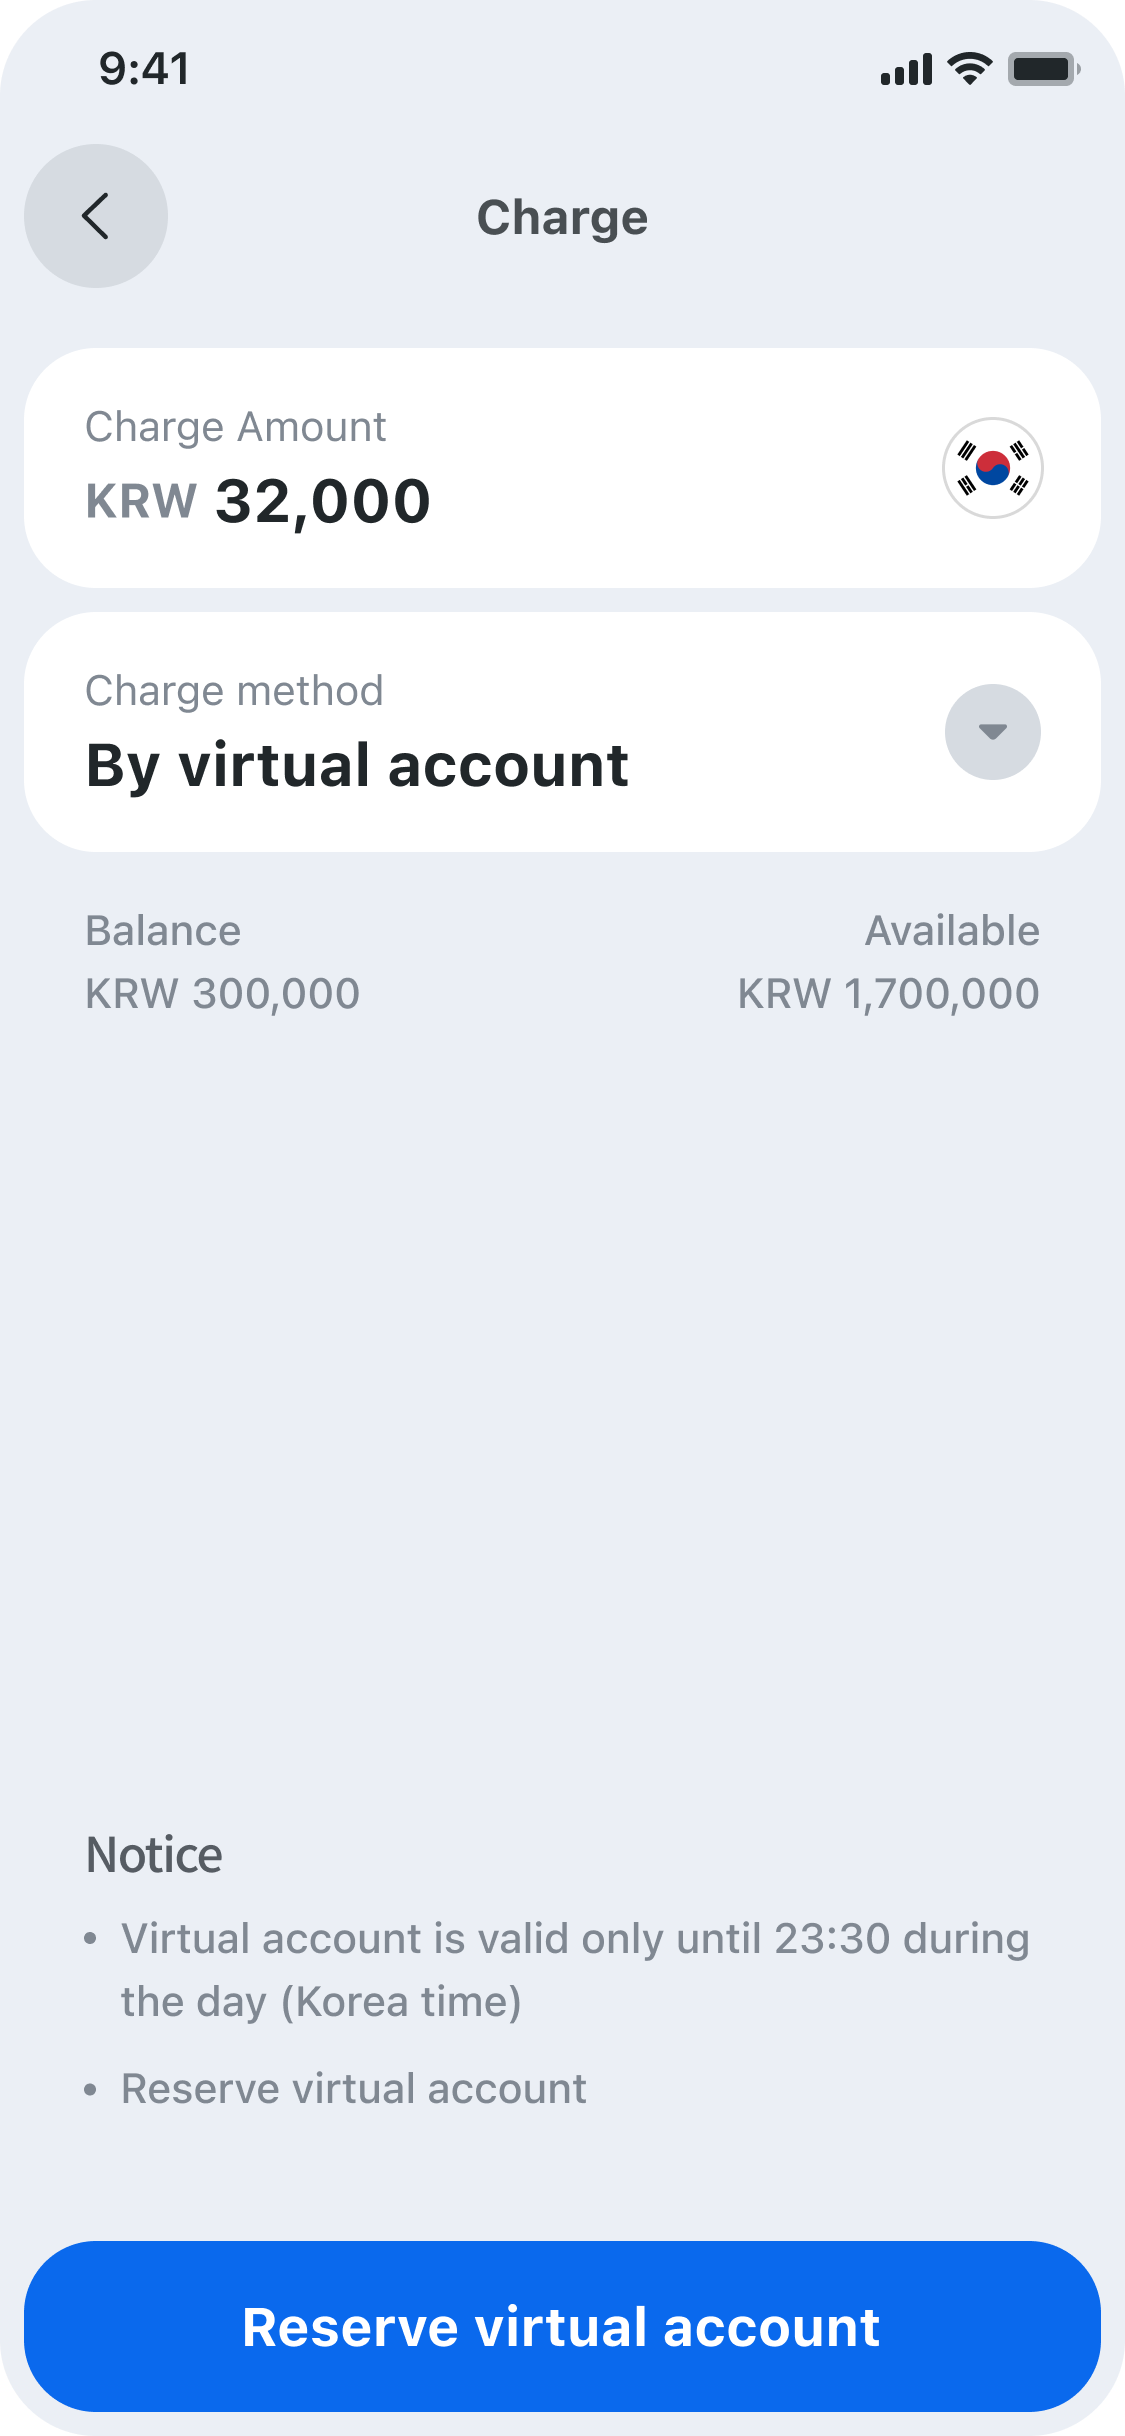 9:41
Charge
Charge Amount
KRW 32,000
Charge method
By virtual account
Balance
Available
KRW 300,000
KRW 1,700,000
Notice
• Virtual account is valid only until 23:30 during
the day (Korea time)
• Reserve virtual account
Reserve virtual account